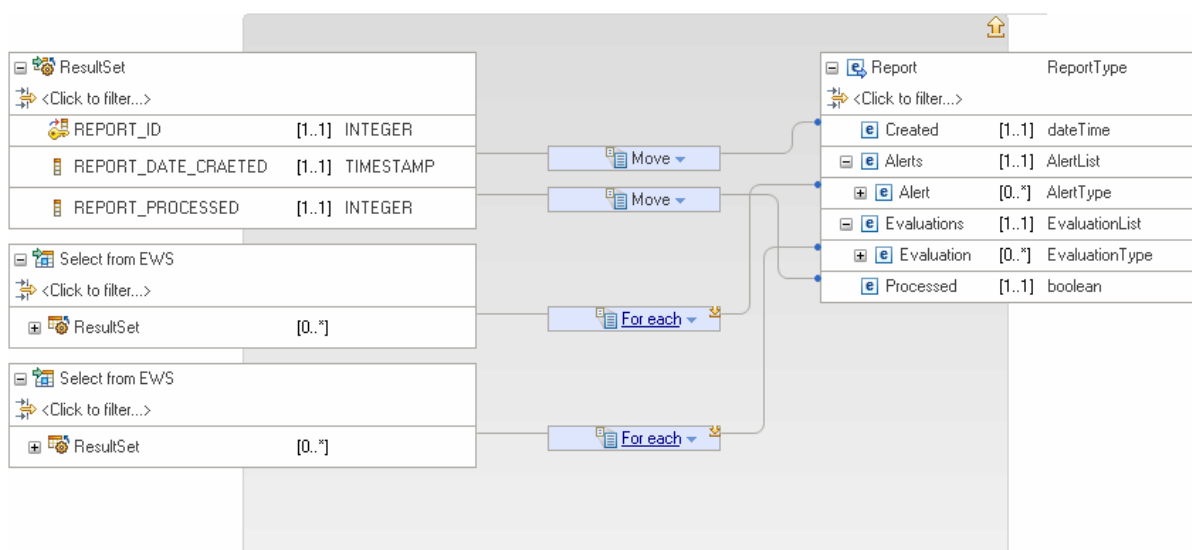 ResultSet
<Click to filter...>
REPORT_ID [1..1] INTEGER
REPORT_DATE_CRAETED [1..1] TIMESTAMP
REPORT_PROCESSED [1..1] INTEGER
Select from EWS
<Click to filter...>
ResultSet [0..*]
Select from EWS
<Click to filter...>
ResultSet [0..*]
Move
Move
For each
For each
Report ReportType
<Click to filter...>
Created [1..1] dateTime
Alerts [1..1] AlertList
Alert [0..*] AlertType
Evaluations [1..1] EvaluationList
Evaluation [0..*] EvaluationType
Processed [1..1] boolean